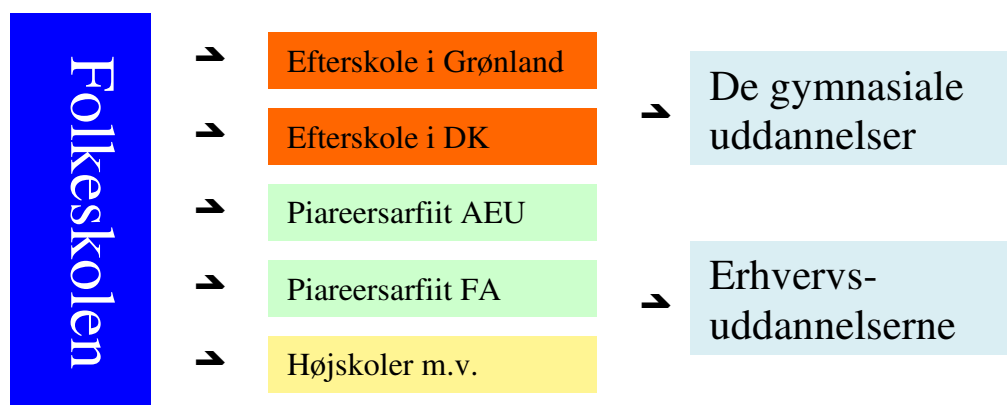 Folkeskolen
Efterskole i Grønland
Efterskole i DK
Piareersarfiit AEU
Piareersarfiit FA
Højskoler m.v.
De gymnasiale
uddannelser
Erhvervs-
uddannelserne